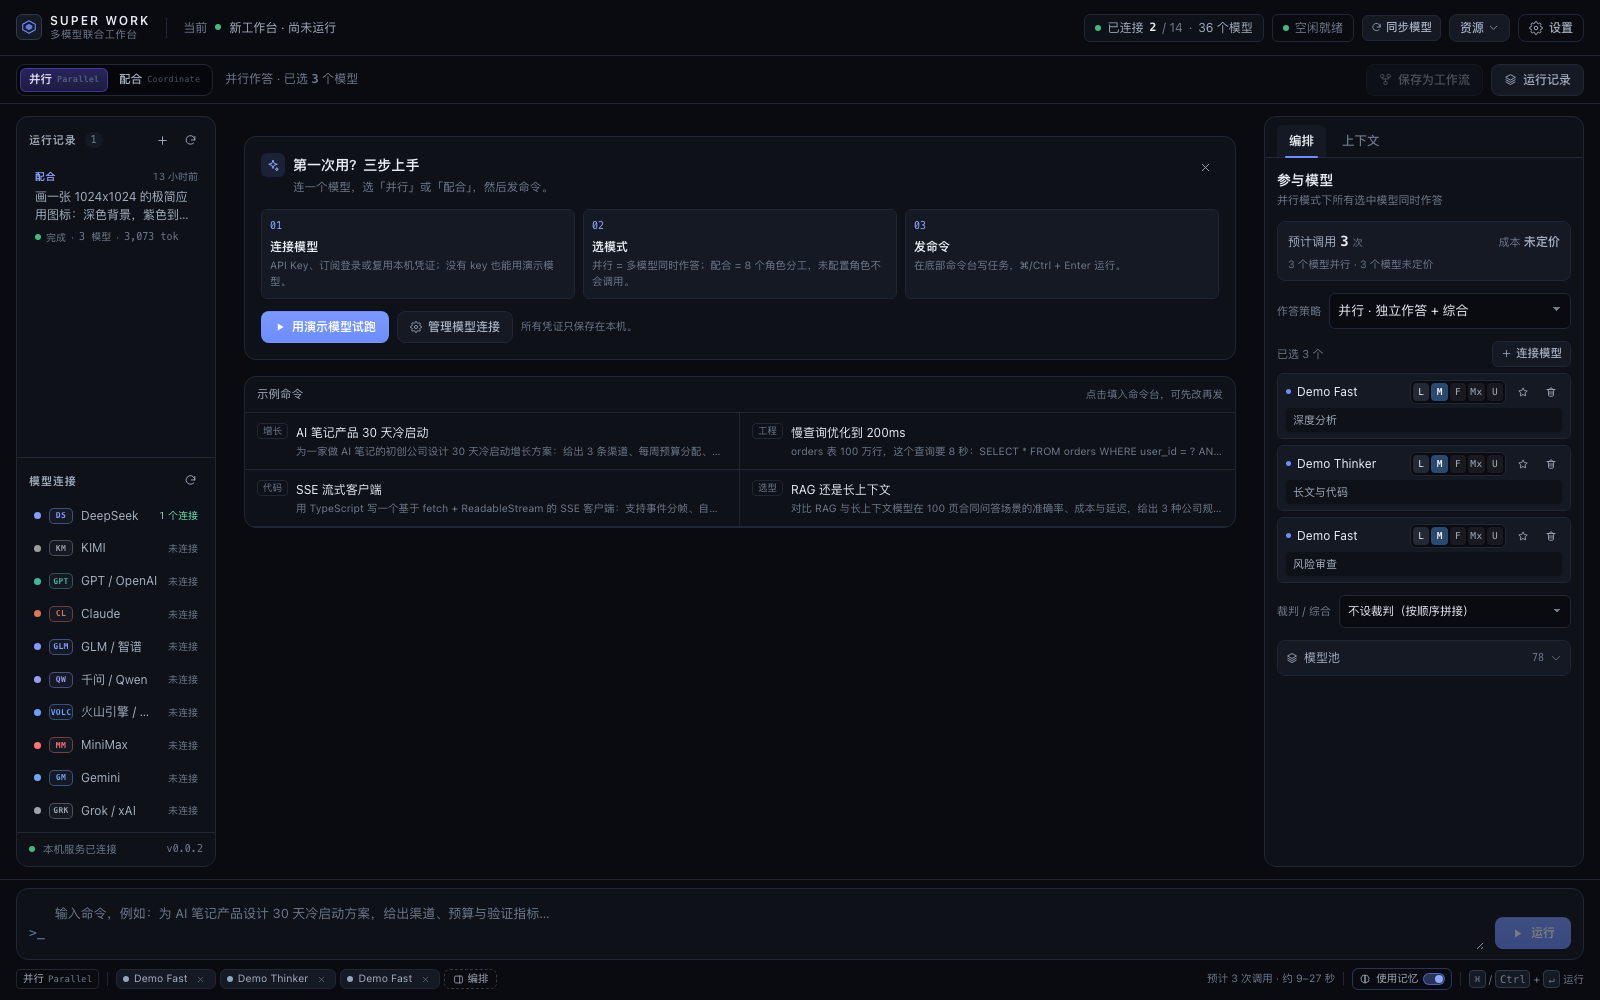 SUPER WORK
多模型联合工作台
当前 新工作台 · 尚未运行
已连接 2 / 14 · 36 个模型
空闲就绪
同步模型
资源
设置
并行 Parallel
配合 Coordinate
并行作答 · 已选 3 个模型
保存为工作流
运行记录
运行记录 1
配合 13 小时前
画一张 1024x1024 的极简应
用图标：深色背景，紫色到...
完成 · 3 模型 · 3,073 tok
模型连接
DS DeepSeek 1 个连接
KM KIMI 未连接
GPT GPT / OpenAI 未连接
CL Claude 未连接
GLM GLM / 智谱 未连接
QW 千问 / Qwen 未连接
VOLC 火山引擎 / ... 未连接
MM MiniMax 未连接
GM Gemini 未连接
GRK Grok / xAI 未连接
本机服务已连接 v0.0.2
第一次用？三步上手
连一个模型，选「并行」或「配合」，然后发命令。
01
连接模型
API Key、订阅登录或复用本机凭证；没有 key 也能用演示模
型。
02
选模式
并行 = 多模型同时作答；配合 = 8 个角色分工，未配置角色不
会调用。
03
发命令
在底部命令台写任务，⌘/Ctrl + Enter 运行。
用演示模型试跑
管理模型连接
所有凭证只保存在本机。
示例命令
点击填入命令台，可先改再发
增长 AI 笔记产品 30 天冷启动
为一家做 AI 笔记的初创公司设计 30 天冷启动增长方案：给出 3 条渠道、每周预算分配、...
工程 慢查询优化到 200ms
orders 表 100 万行，这个查询要 8 秒：SELECT * FROM orders WHERE user_id = ? AN...
代码 SSE 流式客户端
用 TypeScript 写一个基于 fetch + ReadableStream 的 SSE 客户端：支持事件分帧、自...
选型 RAG 还是长上下文
对比 RAG 与长上下文模型在 100 页合同问答场景的准确率、成本与延迟，给出 3 种公司规...
编排
上下文
参与模型
并行模式下所有选中模型同时作答
预计调用 3 次
成本 未定价
3 个模型并行 · 3 个模型未定价
作答策略 并行 · 独立作答 + 综合
已选 3 个
连接模型
Demo Fast L M F Mx U
深度分析
Demo Thinker L M F Mx U
长文与代码
Demo Fast L M F Mx U
风险审查
裁判 / 综合 不设裁判（按顺序拼接）
模型池 78
输入命令，例如：为 AI 笔记产品设计 30 天冷启动方案，给出渠道、预算与验证指标...
>_
运行
并行 Parallel
Demo Fast ×
Demo Thinker ×
Demo Fast ×
编排
预计 3 次调用 · 约 9–27 秒
使用记忆
⌘ / Ctrl + ↵ 运行